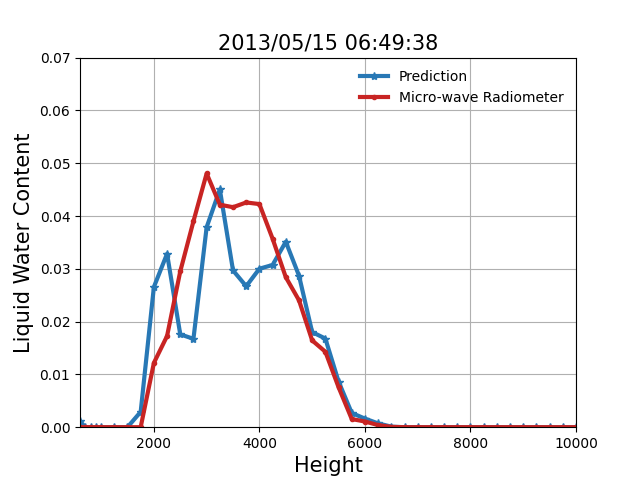 2013/05/15 06:49:38
0.07
0.06
0.05
0.04
0.03
0.02
0.01
0.00
Liquid Water Content
Prediction
Micro-wave Radiometer
2000 4000 6000 8000 10000
Height